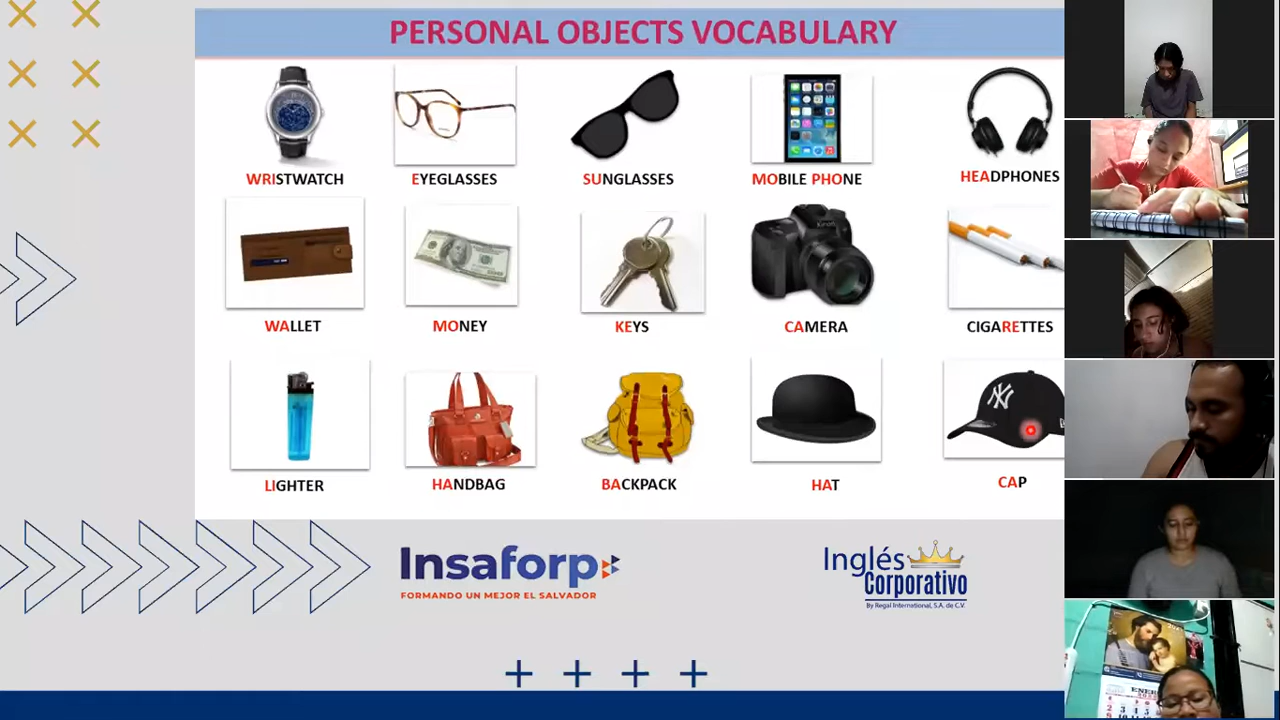 PERSONAL OBJECTS VOCABULARY
WRISTWATCH
EYEGLASSES
SUNGLASSES
MOBILE PHONE
HEADPHONES
WALLET
MONEY
KEYS
CAMERA
CIGARETTES
LIGHTER
HANDBAG
BACKPACK
HAT
CAP
Insaforp
FORMANDO UN MEJOR EL SALVADOR
Inglés
Corporativo
By Regal International, S.A. de C.V.